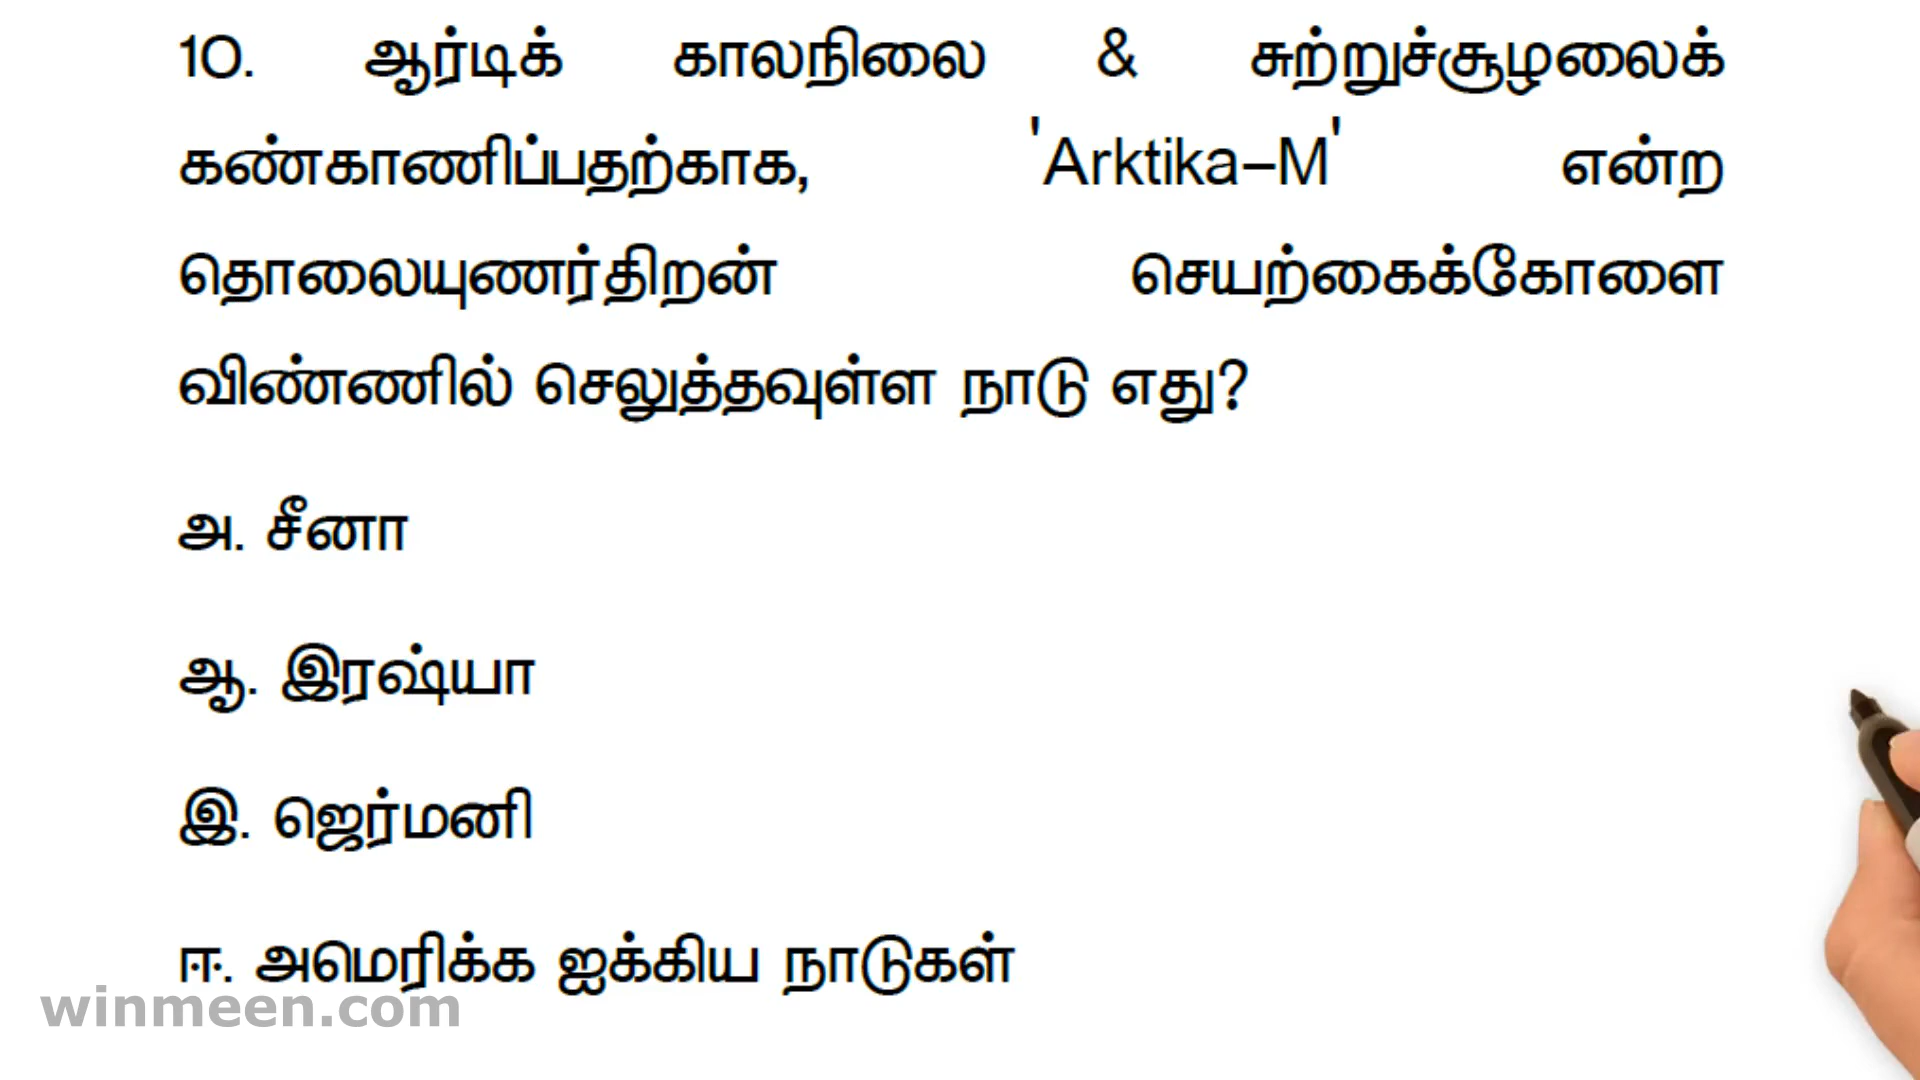 10. ஆர்டிக் காலநிலை & சுற்றுச்சூழலைக்
கண்காணிப்பதற்காக, 'Arktika–M' என்ற
தொலையுணர்திறன் செயற்கைக்கோளை
விண்ணில் செலுத்தவுள்ள நாடு எது?
அ. சீனா
ஆ. இரஷ்யா
இ. ஜெர்மனி
ஈ. அமெரிக்க ஐக்கிய நாடுகள்
winmeen.com